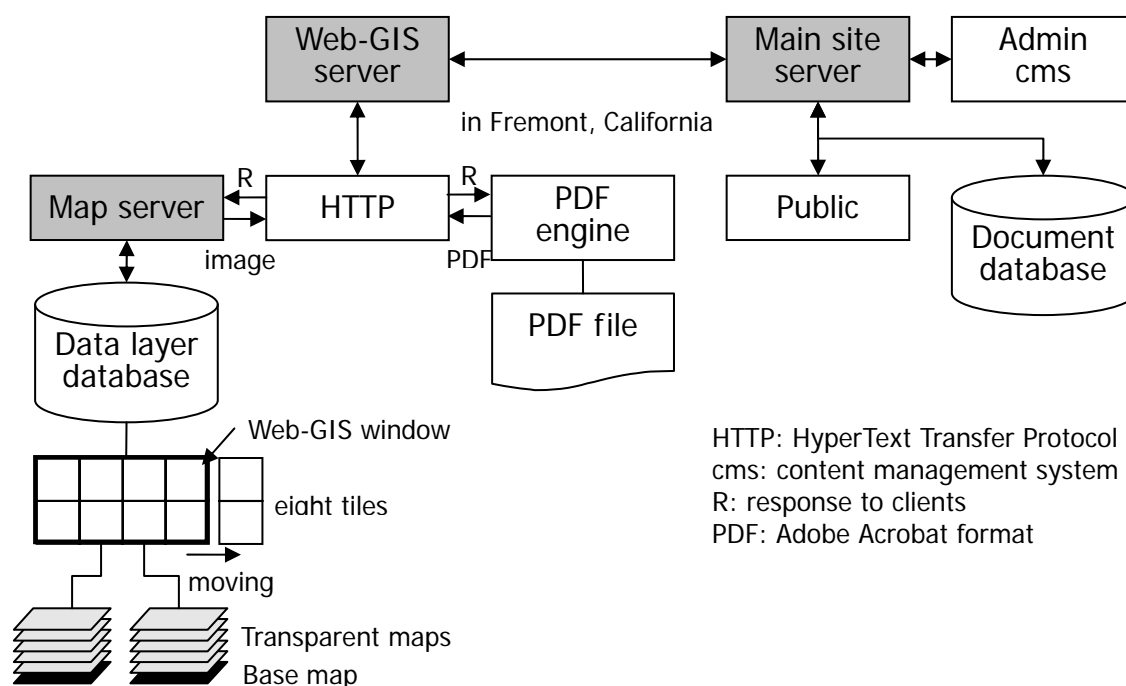 Web-GIS
server
Main site
server
Admin
cms
in Fremont, California
R
R
Map server
HTTP
PDF
engine
Public
image
PDF
Document
database
PDF file
Data layer
database
Web-GIS window
eight tiles
HTTP: HyperText Transfer Protocol
cms: content management system
R: response to clients
PDF: Adobe Acrobat format
moving
Transparent maps
Base map